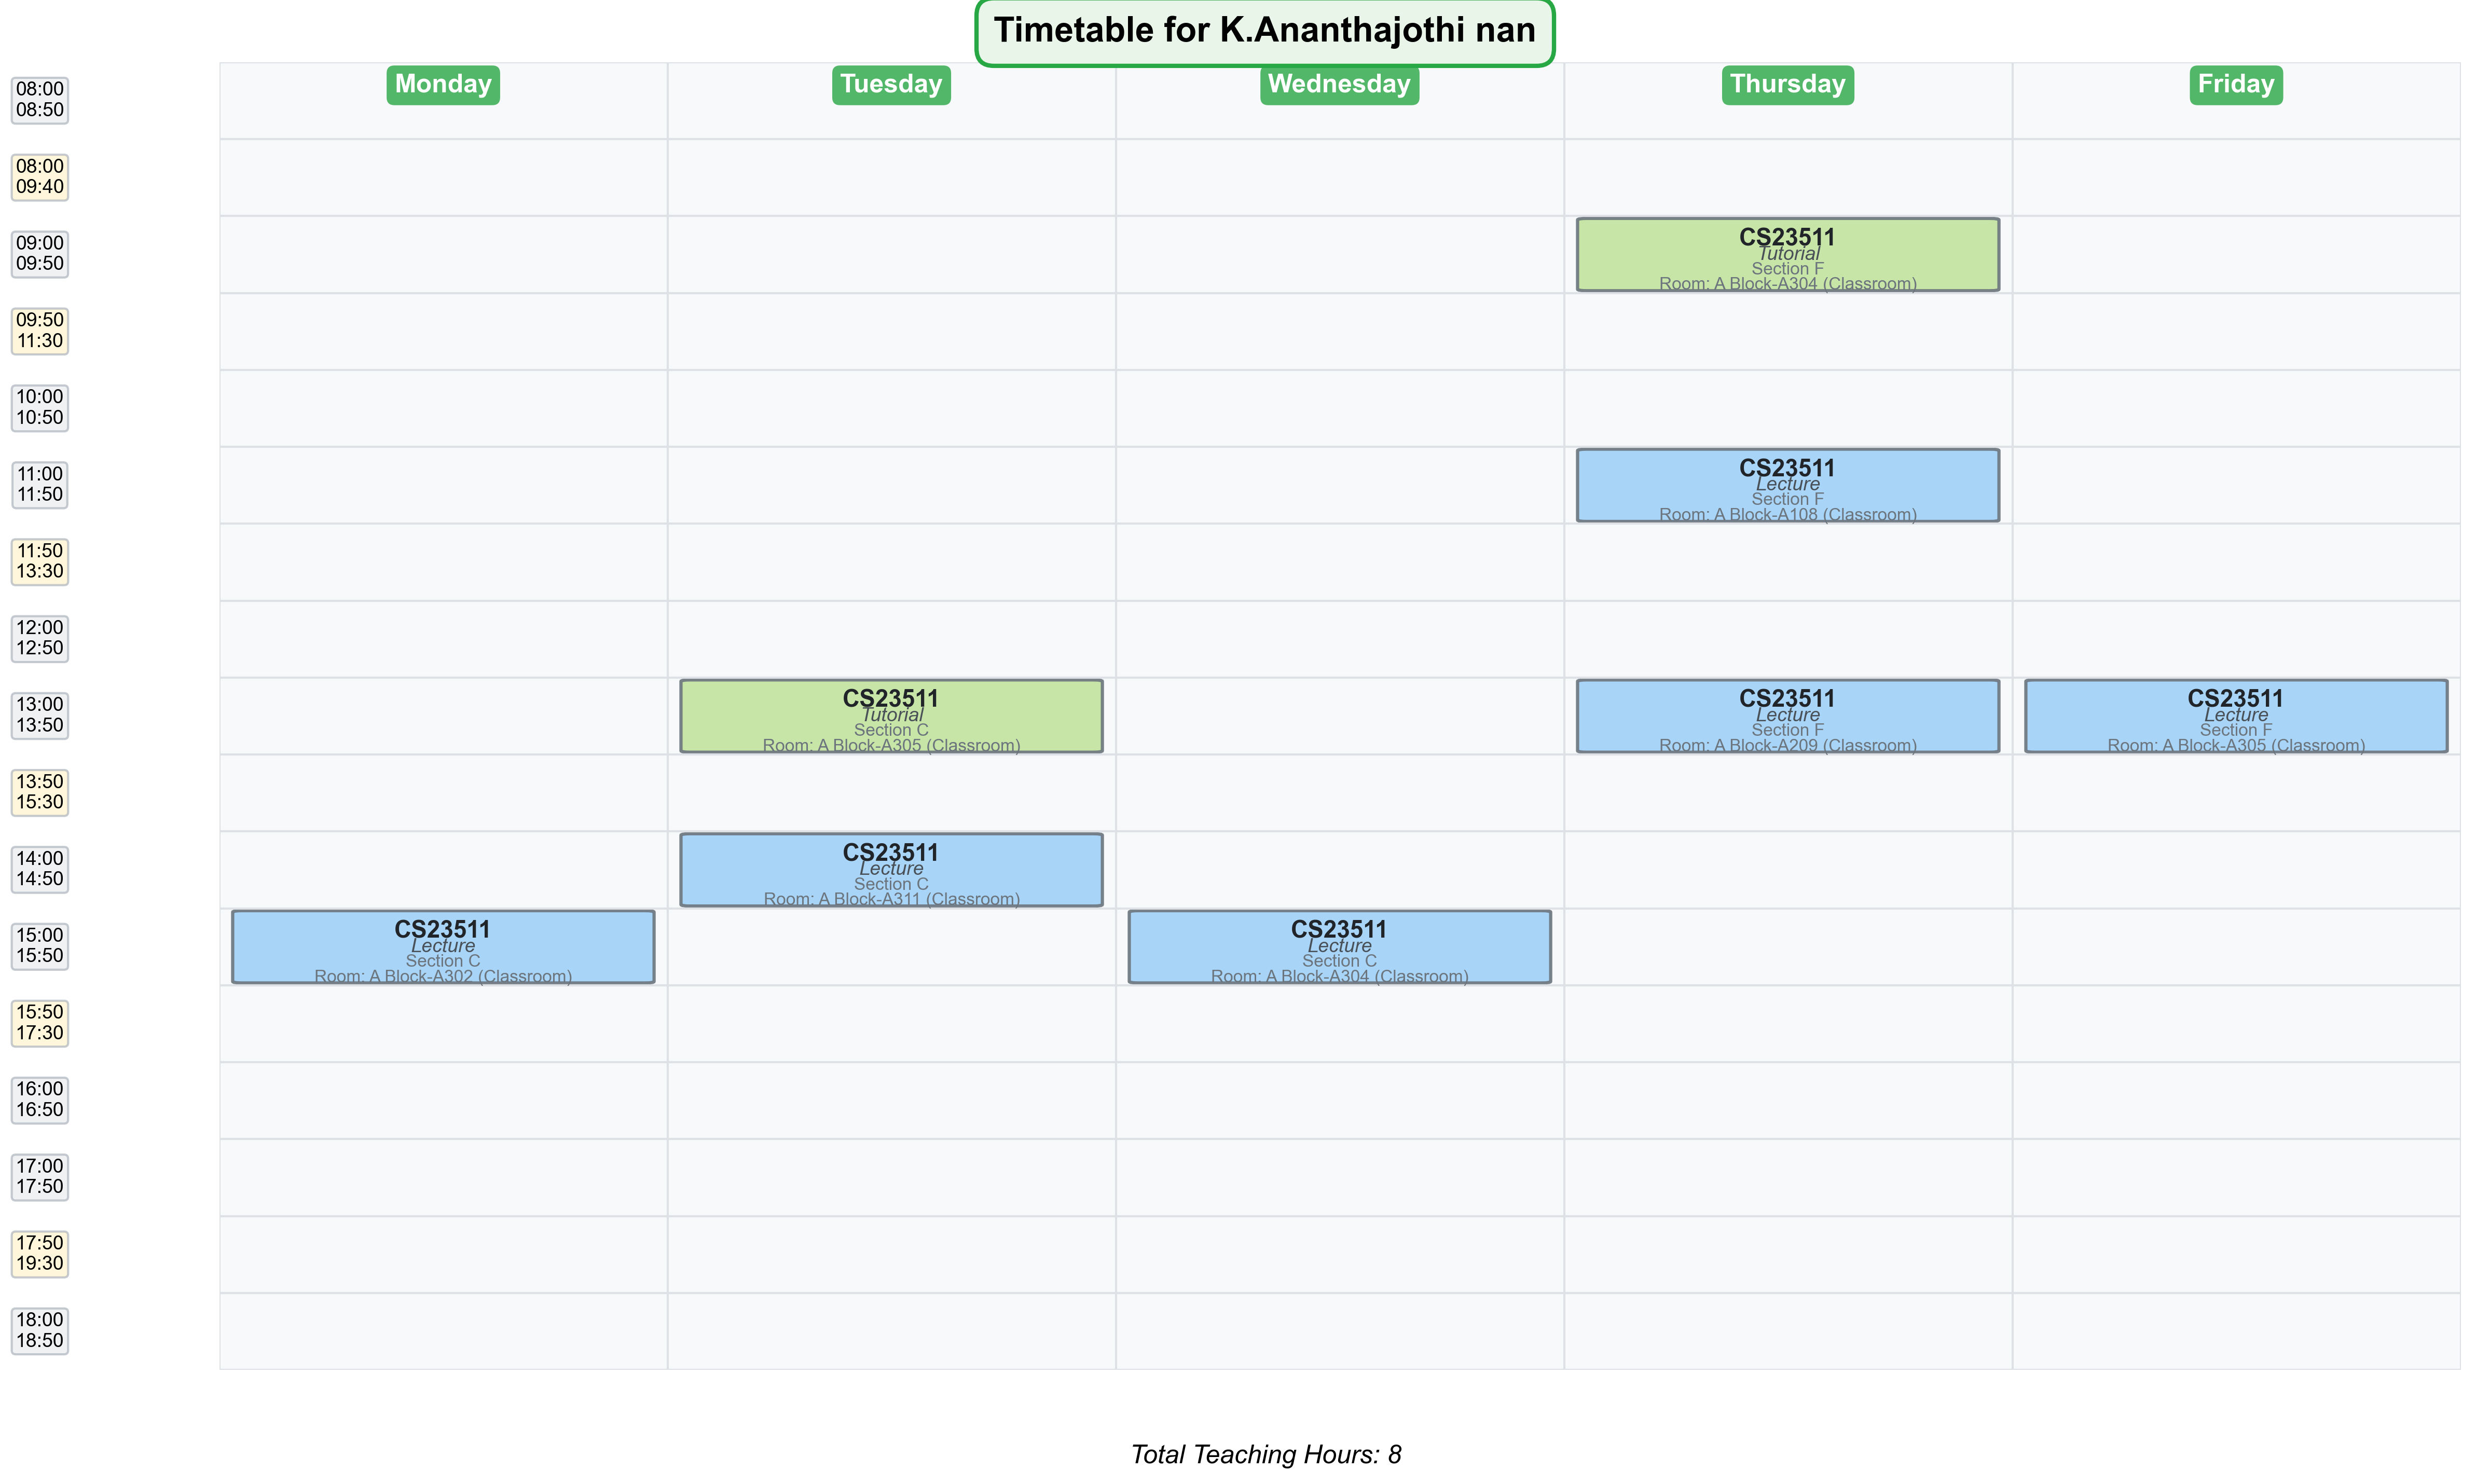 Timetable for K.Ananthajothi nan
Monday
Tuesday
Wednesday
Thursday
Friday
08:00
08:50
08:00
09:40
09:00
09:50
CS23511
Tutorial
Section F
Room: A Block-A304 (Classroom)
09:50
11:30
10:00
10:50
11:00
11:50
CS23511
Lecture
Section F
Room: A Block-A108 (Classroom)
11:50
13:30
12:00
12:50
13:00
13:50
CS23511
Tutorial
Section C
Room: A Block-A305 (Classroom)
CS23511
Lecture
Section F
Room: A Block-A209 (Classroom)
CS23511
Lecture
Section F
Room: A Block-A305 (Classroom)
13:50
15:30
14:00
14:50
CS23511
Lecture
Section C
Room: A Block-A311 (Classroom)
15:00
15:50
CS23511
Lecture
Section C
Room: A Block-A302 (Classroom)
CS23511
Lecture
Section C
Room: A Block-A304 (Classroom)
15:50
17:30
16:00
16:50
17:00
17:50
17:50
19:30
18:00
18:50
Total Teaching Hours: 8